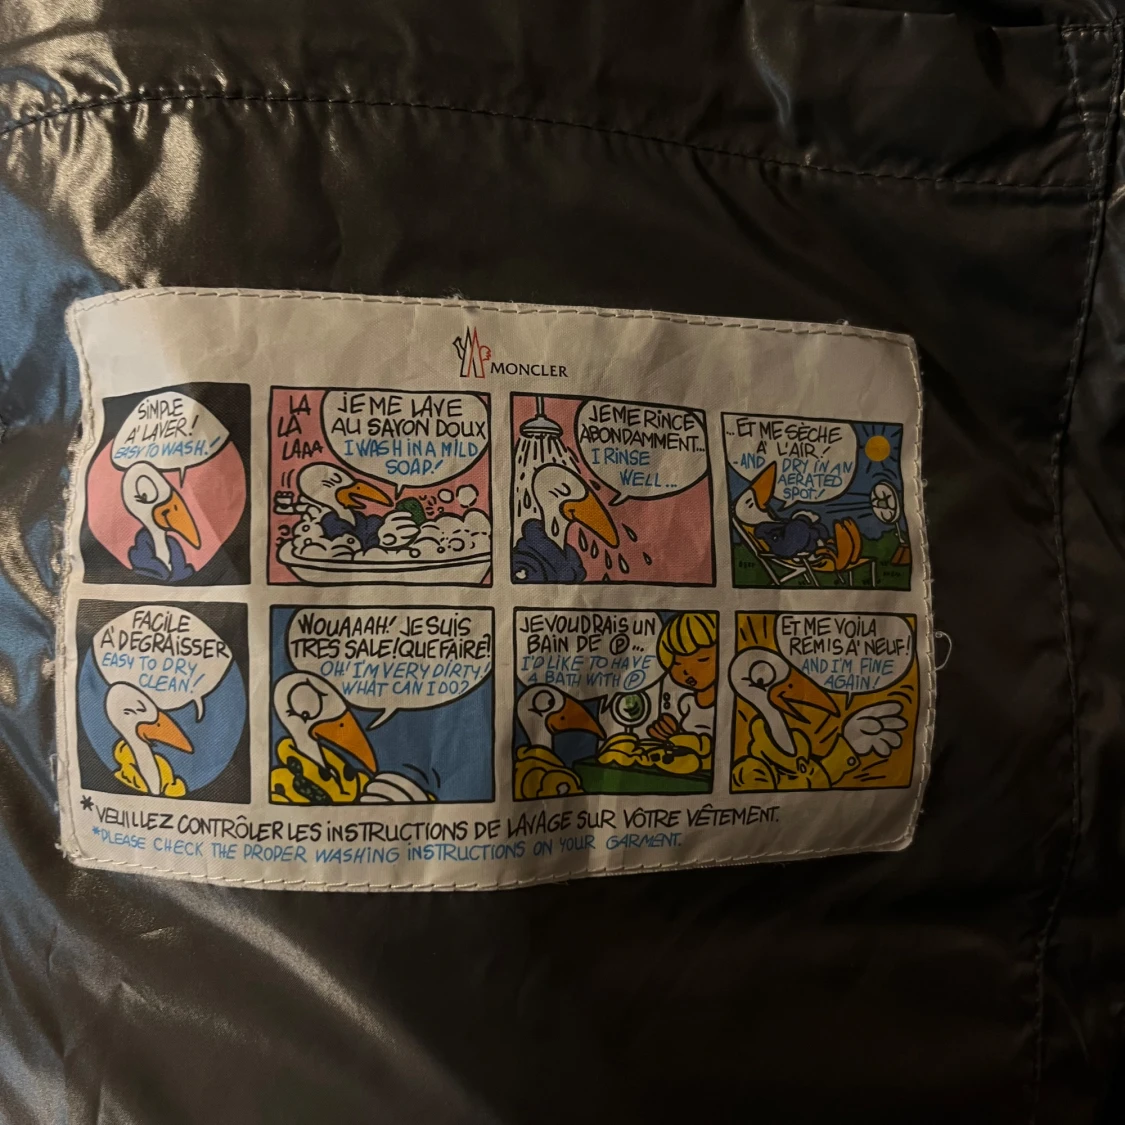 MONCLER
SIMPLE
A' LAVER!
EASY TO WASH!
LA
LA
LAAA
JE ME LAVE
AU SAVON DOUX
I WASH IN A MILD
SOAP!
JE ME RINCE
ABONDAMMENT...
I RINSE
WELL...
...ET ME SÈCHE
A' L'AIR!
-AND DRY IN AN
AERATED
SPOT!
FACILE
A' DEGRAISSER
EASY TO DRY
CLEAN!
WOUAAAH! JE SUIS
TRES SALE! QUE FAIRE?
OH! I'M VERY DIRTY!
WHAT CAN I DO?
JE VOUDRAIS UN
BAIN DE Ⓟ...
I'D LIKE TO HAVE
A BATH WITH Ⓟ
ET ME VOILA
REMIS A' NEUF!
AND I'M FINE
AGAIN!
*VEUILLEZ CONTRÔLER LES INSTRUCTIONS DE LAVAGE SUR VÔTRE VÊTEMENT.
*PLEASE CHECK THE PROPER WASHING INSTRUCTIONS ON YOUR GARMENT.